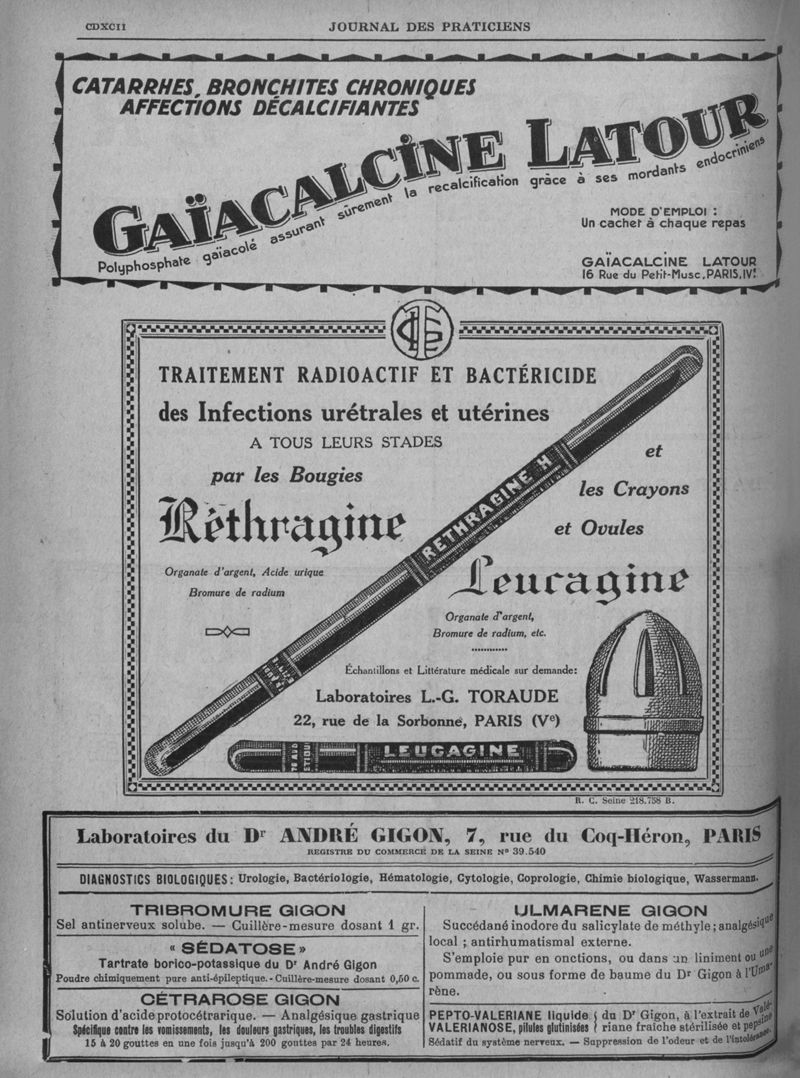 CDXCII
JOURNAL DES PRATICIENS
CATARRHES, BRONCHITES CHRONIQUES
AFFECTIONS DÉCALCIFIANTES
GAÏACALCINE LATOUR
Polyphosphate gaïacolé assurant sûrement la recalcification grâce à ses mordants endocriniens
MODE D'EMPLOI :
Un cachet à chaque repas
GAÏACALCINE LATOUR
16 Rue du Petit-Musc, PARIS, IVe
TRAITEMENT RADIOACTIF ET BACTÉRICIDE
des Infections urétrales et utérines
A TOUS LEURS STADES
par les Bougies
Réthragine
Organate d'argent, Acide urique
Bromure de radium
RETHRAGINE H
et
les Crayons
et Ovules
Leucagine
Organate d'argent,
Bromure de radium, etc.
Échantillons et Littérature médicale sur demande:
Laboratoires L.-G. TORAUDE
22, rue de la Sorbonne, PARIS (Ve)
LEUCAGINE
R. C. Seine 218.758 B.
Laboratoires du Dr ANDRÉ GIGON, 7, rue du Coq-Héron, PARIS
REGISTRE DU COMMERCE DE LA SEINE No 39.540
DIAGNOSTICS BIOLOGIQUES : Urologie, Bactériologie, Hématologie, Cytologie, Coprologie, Chimie biologique, Wassermann.
TRIBROMURE GIGON
Sel antinerveux soluble. — Cuillère-mesure dosant 1 gr.
« SÉDATOSE »
Tartrate borico-potassique du Dr André Gigon
Poudre chimiquement pure anti-épileptique. - Cuillère-mesure dosant 0,50 c.
CÉTRAROSE GIGON
Solution d'acide protocétrarique. — Analgésique gastrique
Spécifique contre les vomissements, les douleurs gastriques, les troubles digestifs
15 à 20 gouttes en une fois jusqu'à 200 gouttes par 24 heures.
ULMARENE GIGON
Succédané inodore du salicylate de méthyle; analgésique
local ; antirhumatismal externe.
S'emploie pur en onctions, ou dans un liniment ou une
pommade, ou sous forme de baume du Dr Gigon à l'Uma-
rène.
PEPTO-VALERIANE liquide { du Dr Gigon, à l'extrait de Valé-
VALERIANOSE, pilules glutinisées { riane fraîche stérilisée et pepsine
Sédatif du système nerveux. — Suppression de l'odeur et de l'intolérance.